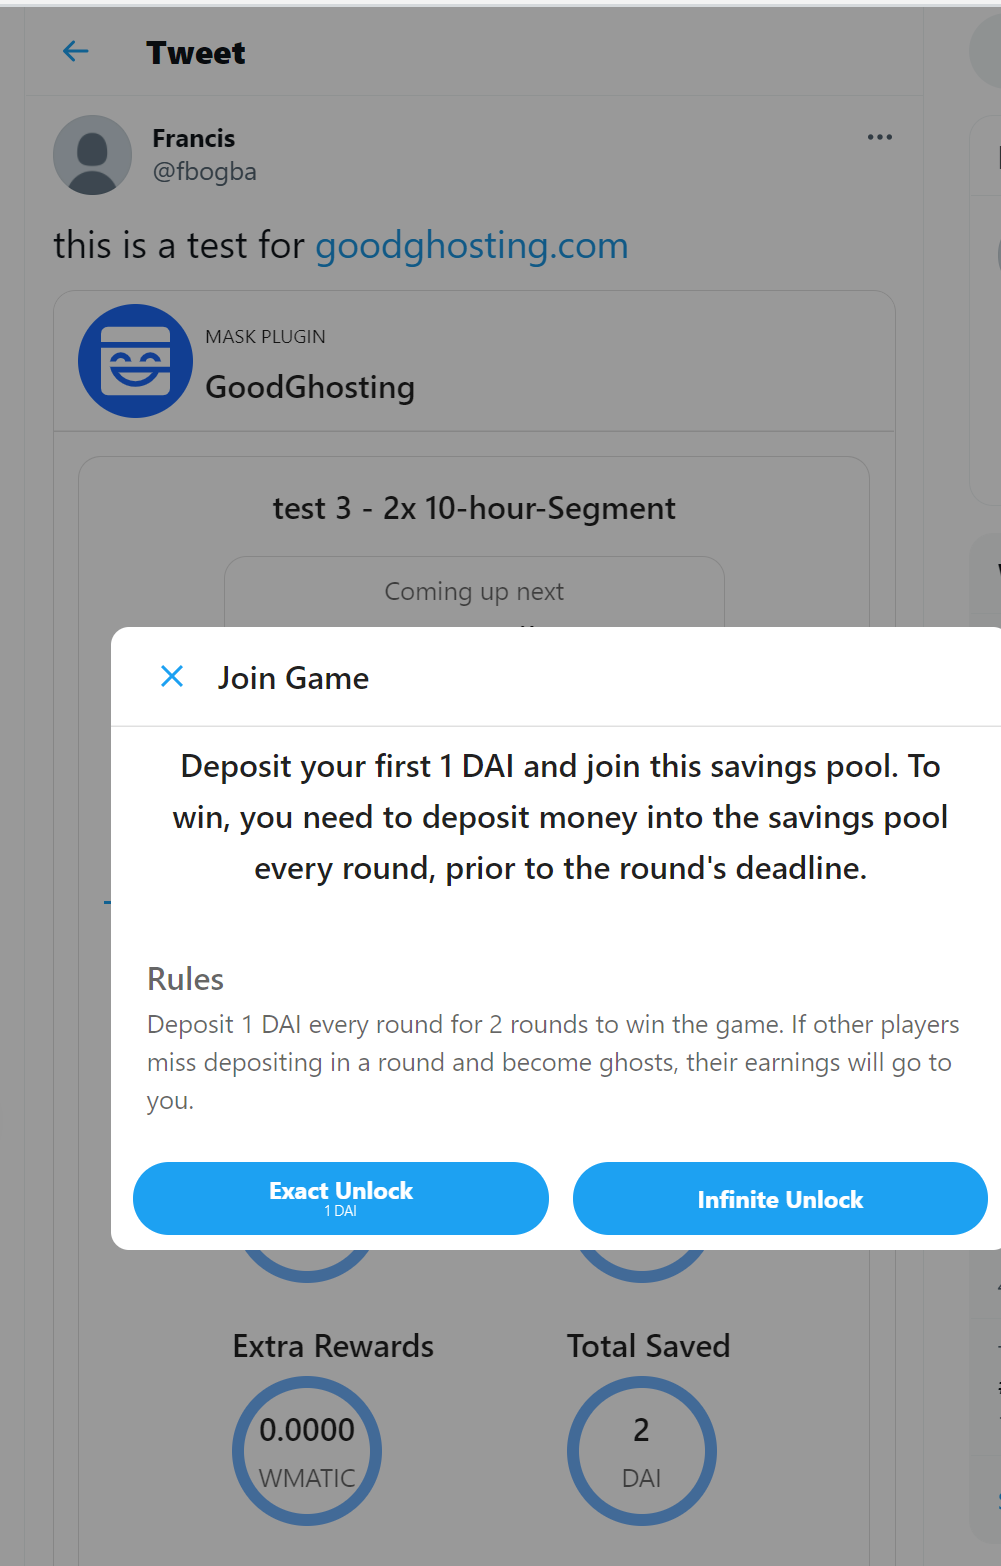 Tweet
Francis
@fbogba
this is a test for goodghosting.com
MASK PLUGIN
GoodGhosting
test 3 - 2x 10-hour-Segment
Coming up next
Join Game
Deposit your first 1 DAI and join this savings pool. To
win, you need to deposit money into the savings pool
every round, prior to the round's deadline.
Rules
Deposit 1 DAI every round for 2 rounds to win the game. If other players
miss depositing in a round and become ghosts, their earnings will go to
you.
Exact Unlock
1 DAI
Infinite Unlock
Extra Rewards
Total Saved
0.0000
2
WMATIC
DAI